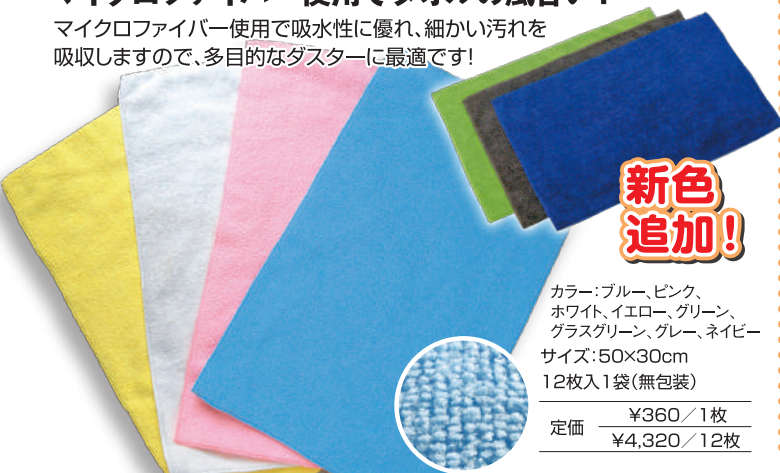 マイクロファイバー使用で吸水性に優れ、細かい汚れを
吸収しますので、多目的なダスターに最適です!
新色
追加!
カラー:ブルー、ピンク、
ホワイト、イエロー、グリーン、
グラスグリーン、グレー、ネイビー
サイズ:50×30cm
12枚入1袋(無包装)
定価
¥360/1枚
¥4,320/12枚